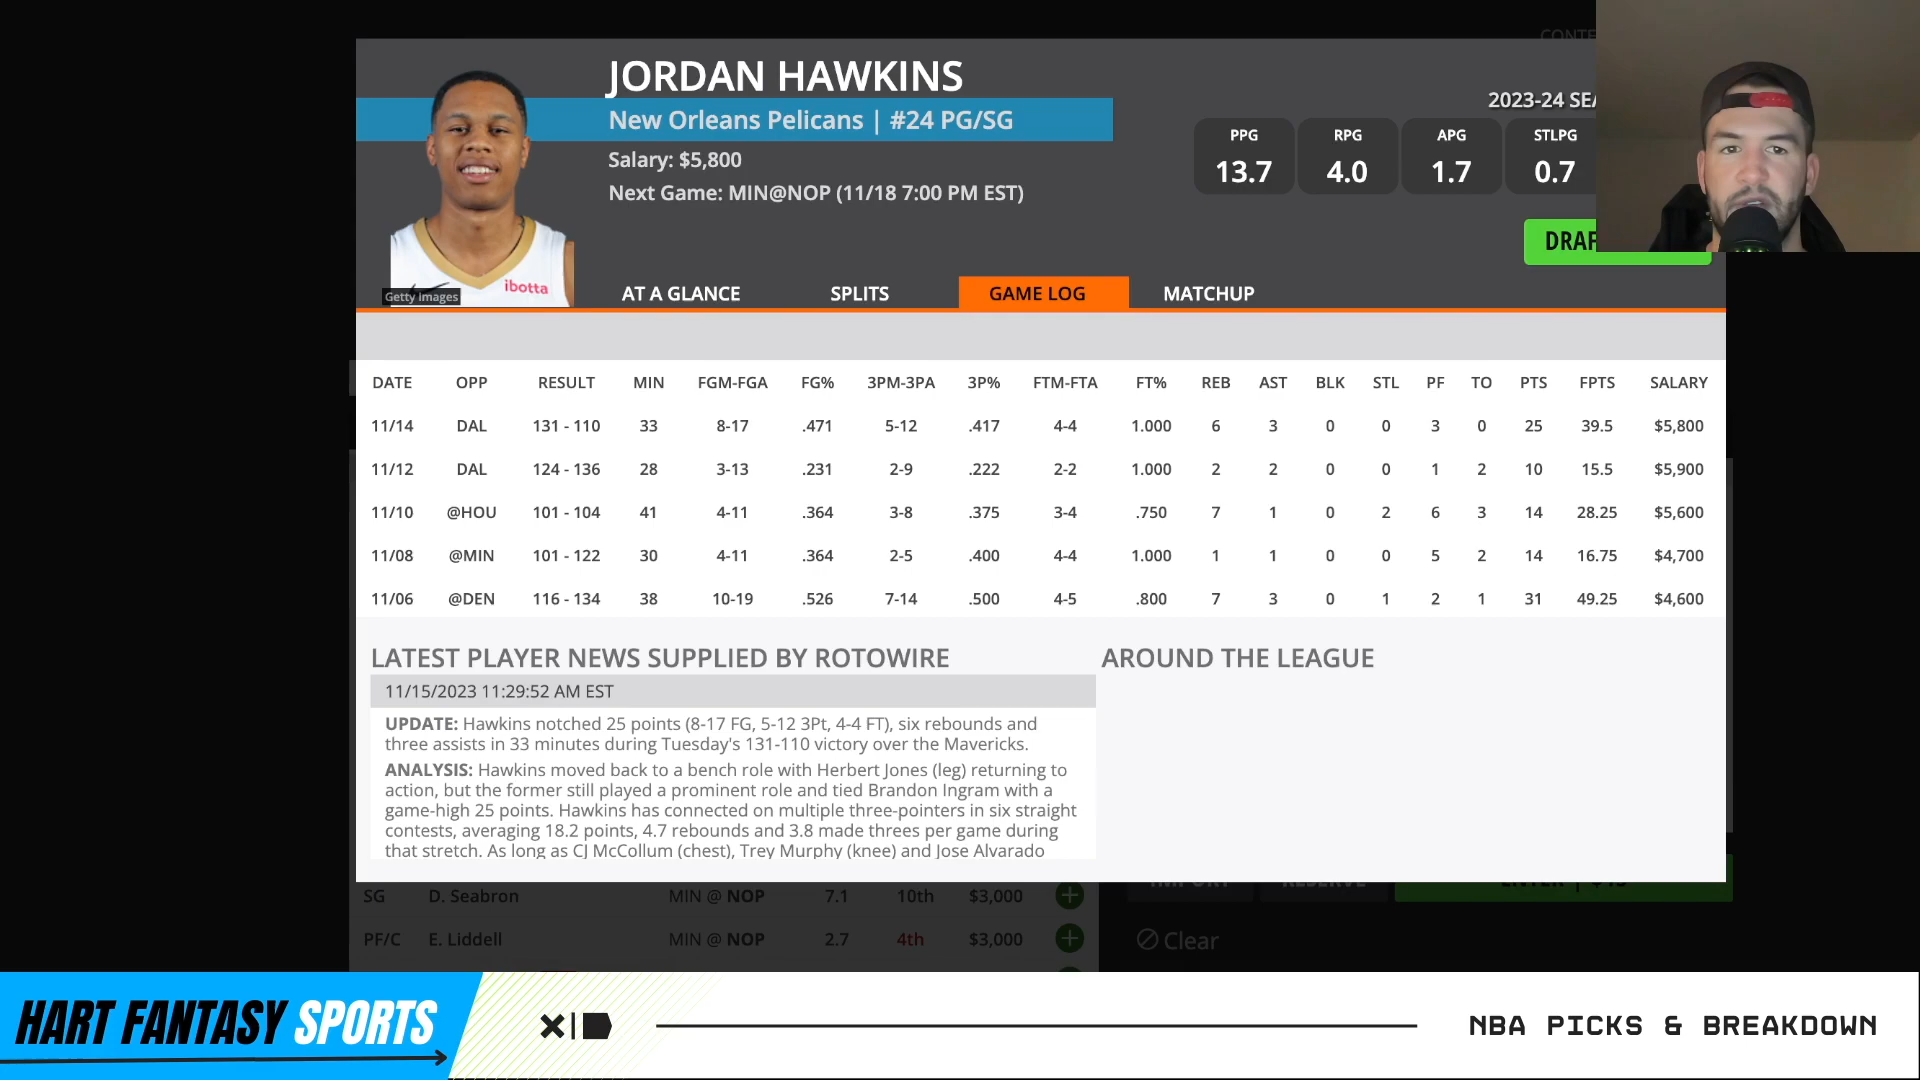 CONTE
JORDAN HAWKINS
New Orleans Pelicans | #24 PG/SG
Salary: $5,800
Next Game: MIN@NOP (11/18 7:00 PM EST)
2023-24 SEA
PPG RPG APG STLPG
13.7 4.0 1.7 0.7
DRAF
ibotta
Getty Images
AT A GLANCE SPLITS GAME LOG MATCHUP
DATE OPP RESULT MIN FGM-FGA FG% 3PM-3PA 3P% FTM-FTA FT% REB AST BLK STL PF TO PTS FPTS SALARY
11/14 DAL 131 - 110 33 8-17 .471 5-12 .417 4-4 1.000 6 3 0 0 3 0 25 39.5 $5,800
11/12 DAL 124 - 136 28 3-13 .231 2-9 .222 2-2 1.000 2 2 0 0 1 2 10 15.5 $5,900
11/10 @HOU 101 - 104 41 4-11 .364 3-8 .375 3-4 .750 7 1 0 2 6 3 14 28.25 $5,600
11/08 @MIN 101 - 122 30 4-11 .364 2-5 .400 4-4 1.000 1 1 0 0 5 2 14 16.75 $4,700
11/06 @DEN 116 - 134 38 10-19 .526 7-14 .500 4-5 .800 7 3 0 1 2 1 31 49.25 $4,600
LATEST PLAYER NEWS SUPPLIED BY ROTOWIRE
AROUND THE LEAGUE
11/15/2023 11:29:52 AM EST
UPDATE: Hawkins notched 25 points (8-17 FG, 5-12 3Pt, 4-4 FT), six rebounds and
three assists in 33 minutes during Tuesday's 131-110 victory over the Mavericks.
ANALYSIS: Hawkins moved back to a bench role with Herbert Jones (leg) returning to
action, but the former still played a prominent role and tied Brandon Ingram with a
game-high 25 points. Hawkins has connected on multiple three-pointers in six straight
contests, averaging 18.2 points, 4.7 rebounds and 3.8 made threes per game during
that stretch. As long as CJ McCollum (chest), Trey Murphy (knee) and Jose Alvarado
SG D. Seabron MIN @ NOP 7.1 10th $3,000
PF/C E. Liddell MIN @ NOP 2.7 4th $3,000
IMPORT RESERVE
Clear
HART FANTASY SPORTS
NBA PICKS & BREAKDOWN